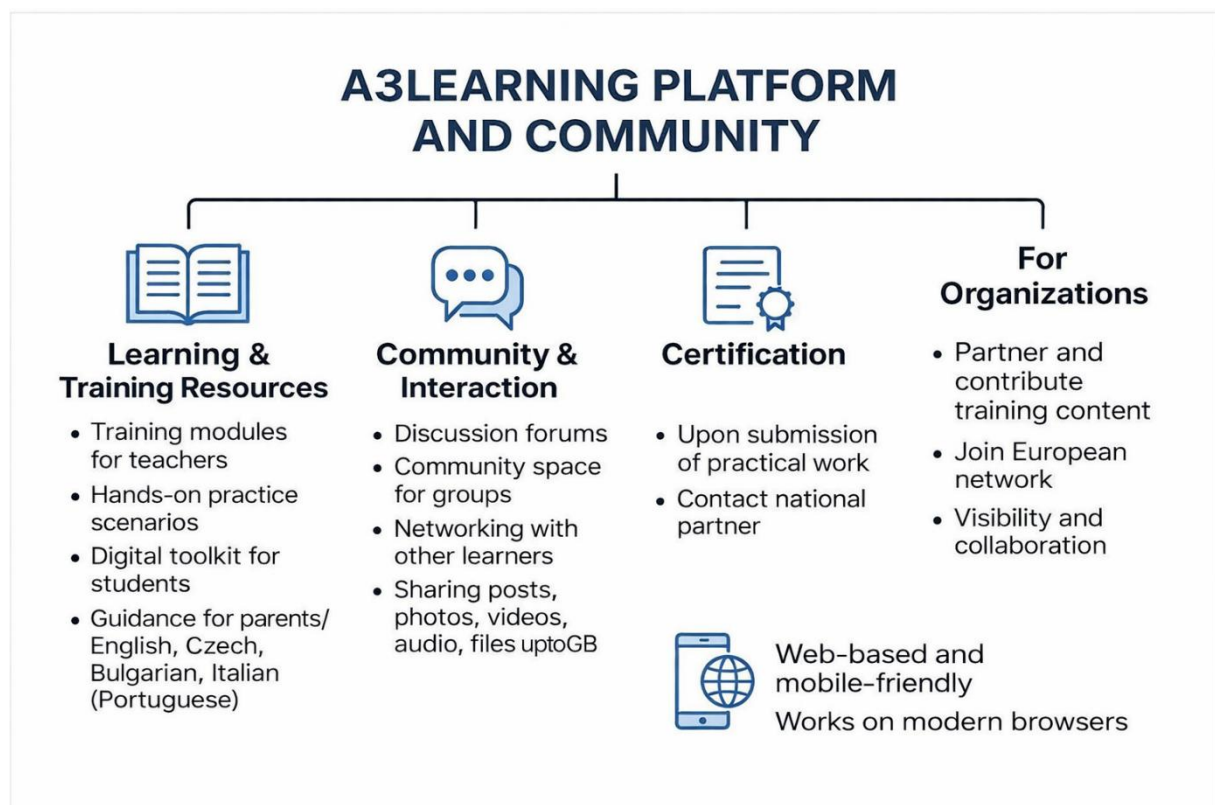 A3LEARNING PLATFORM
AND COMMUNITY
Learning &
Training Resources
• Training modules
for teachers
• Hands-on practice
scenarios
• Digital toolkit for
students
• Guidance for parents/
English, Czech,
Bulgarian, Italian
(Portuguese)
Community &
Interaction
• Discussion forums
• Community space
for groups
• Networking with
other learners
• Sharing posts,
photos, videos,
audio, files uptoGB
Certification
• Upon submission
of practical work
• Contact national
partner
For
Organizations
• Partner and
contribute
training content
• Join European
network
• Visibility and
collaboration
Web-based and
mobile-friendly
Works on modern browsers